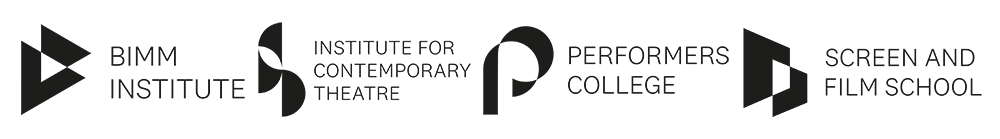 BIMM
INSTITUTE
INSTITUTE FOR
CONTEMPORARY
THEATRE
PERFORMERS
COLLEGE
SCREEN AND
FILM SCHOOL